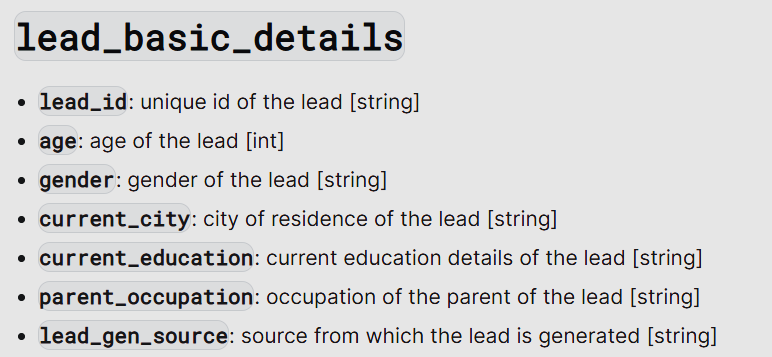 lead_basic_details
• lead_id: unique id of the lead [string]
• age: age of the lead [int]
• gender: gender of the lead [string]
• current_city: city of residence of the lead [string]
• current_education: current education details of the lead [string]
• parent_occupation: occupation of the parent of the lead [string]
• lead_gen_source: source from which the lead is generated [string]